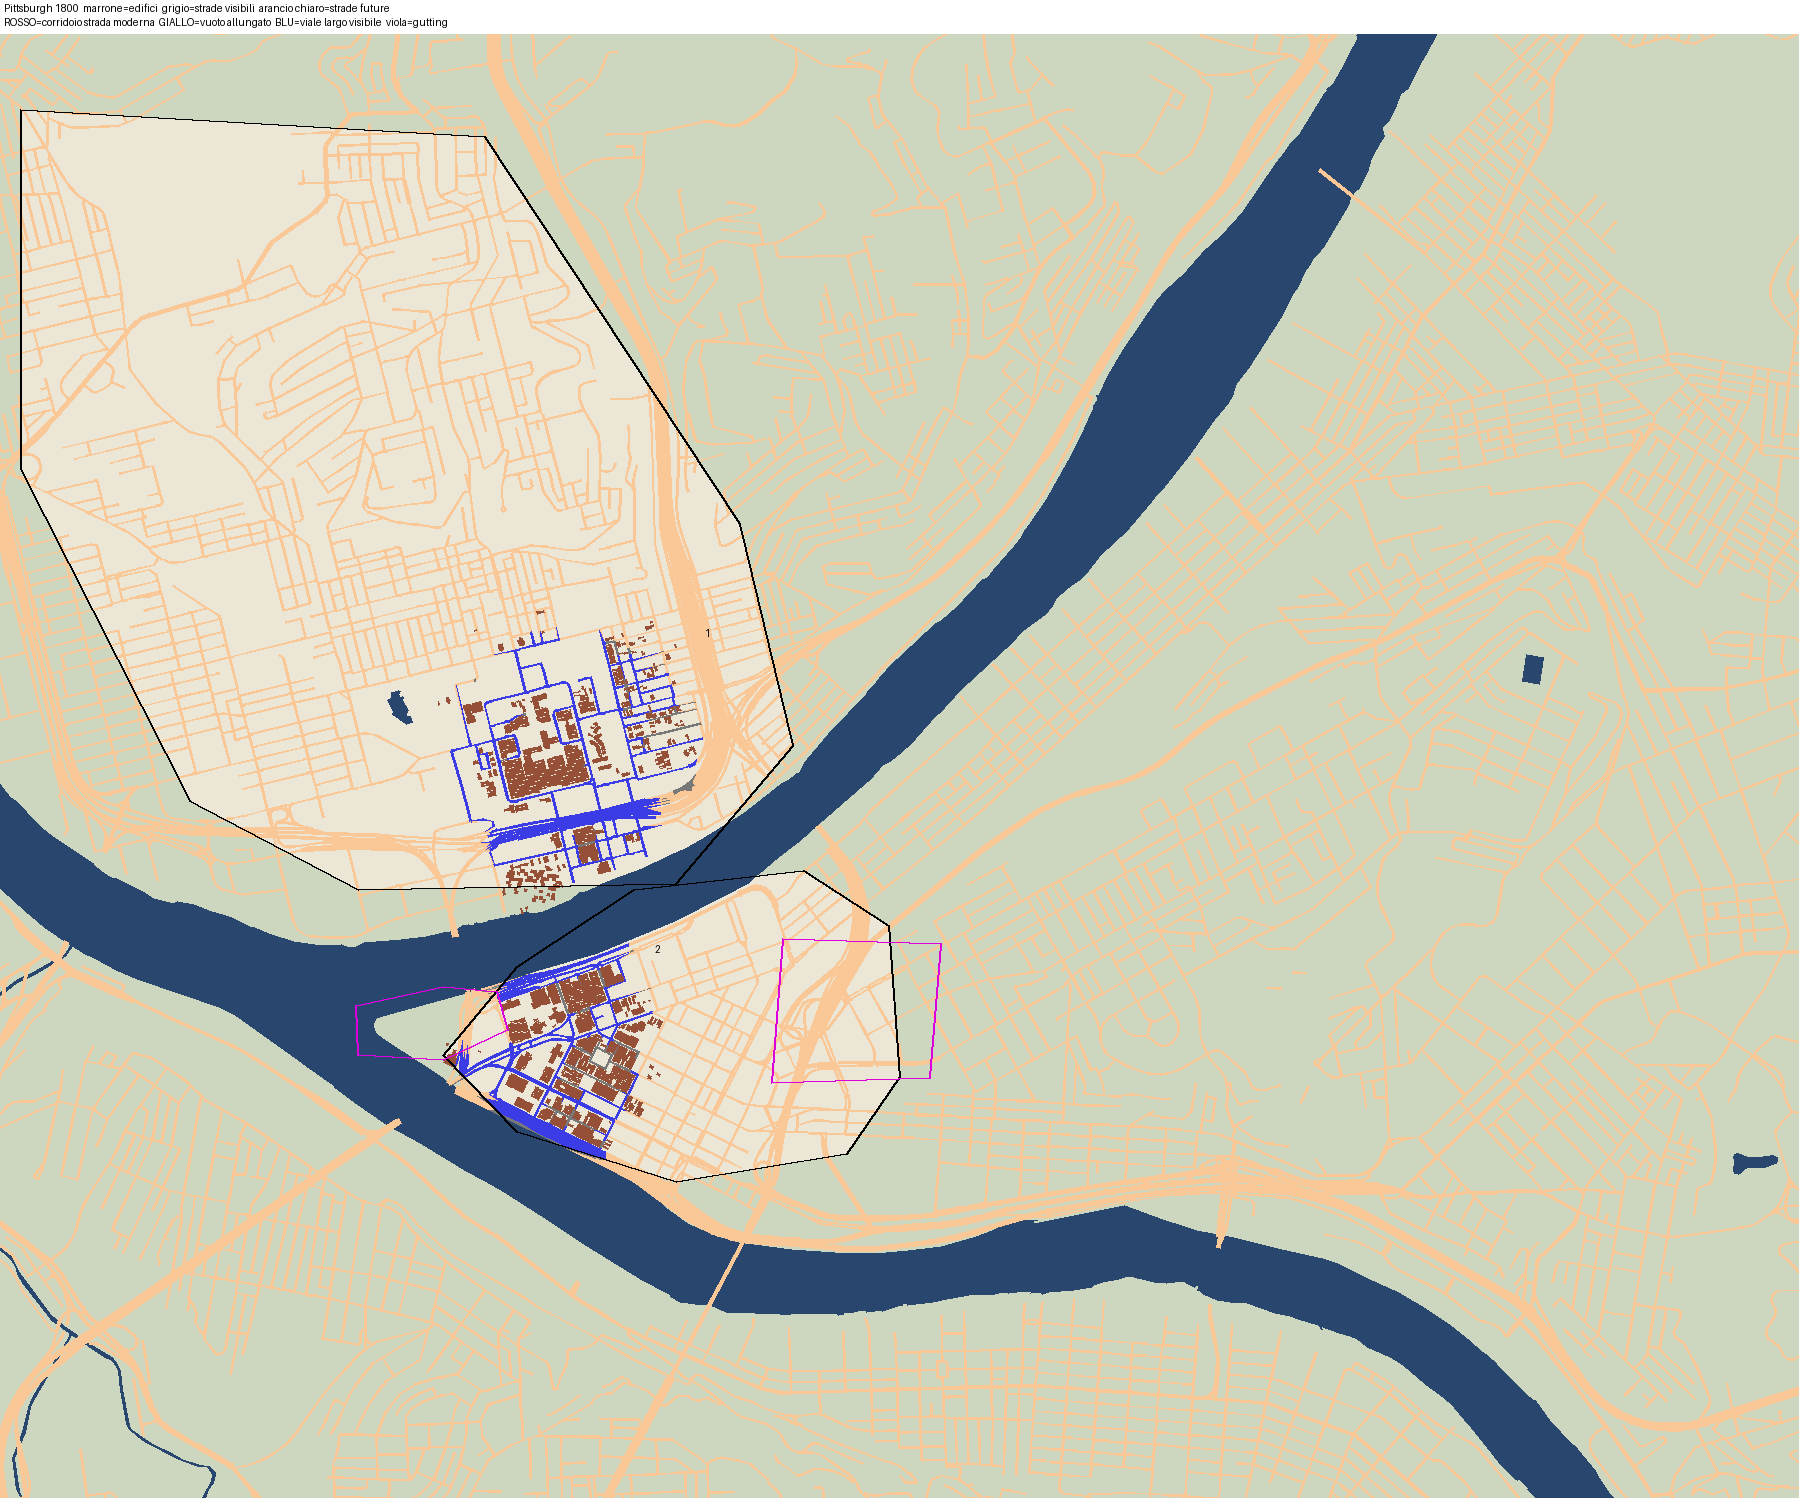 Pittsburgh 1800 marrone=edifici grigio=strade visibili arancio chiaro=strade future
ROSSO=corridoio strada moderna GIALLO=vuoto allungato BLU=viale largo visibile viola=gutting
1
2